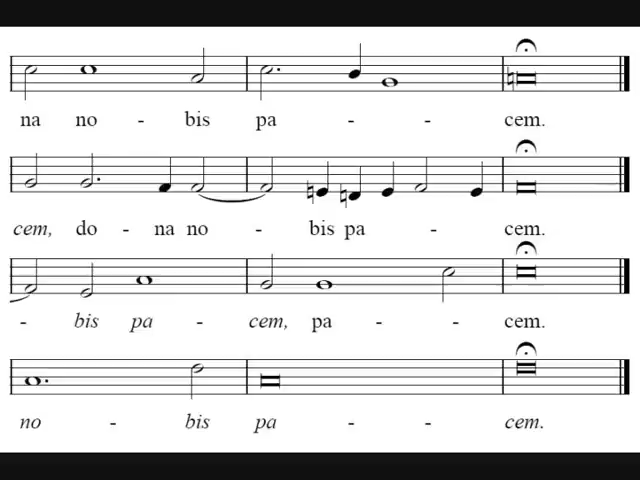 na no - bis pa - - cem.
cem, do - na no - bis pa - cem.
- bis pa - cem, pa - - cem.
no - bis pa - - cem.